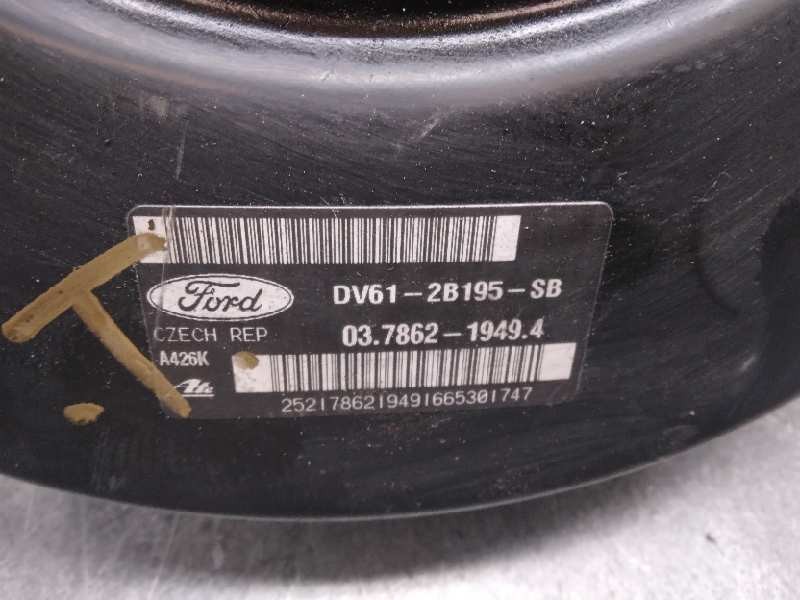 Ford
DV61-2B195-SB
CZECH REP
03.7862-1949.4
A426K
2521786219491665301747